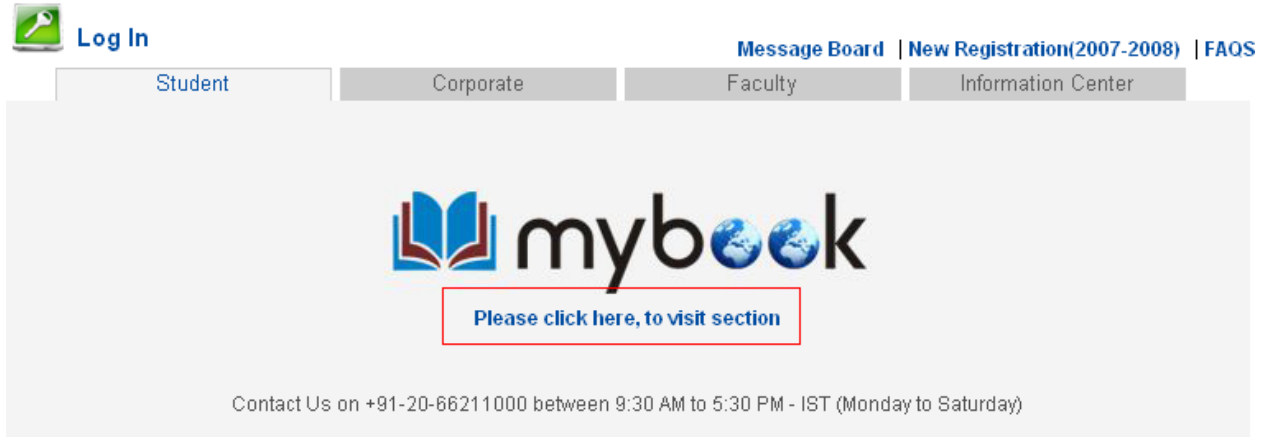 Log In
Message Board | New Registration(2007-2008) | FAQS
Student Corporate Faculty Information Center
mybook
Please click here, to visit section
Contact Us on +91-20-66211000 between 9:30 AM to 5:30 PM - IST (Monday to Saturday)